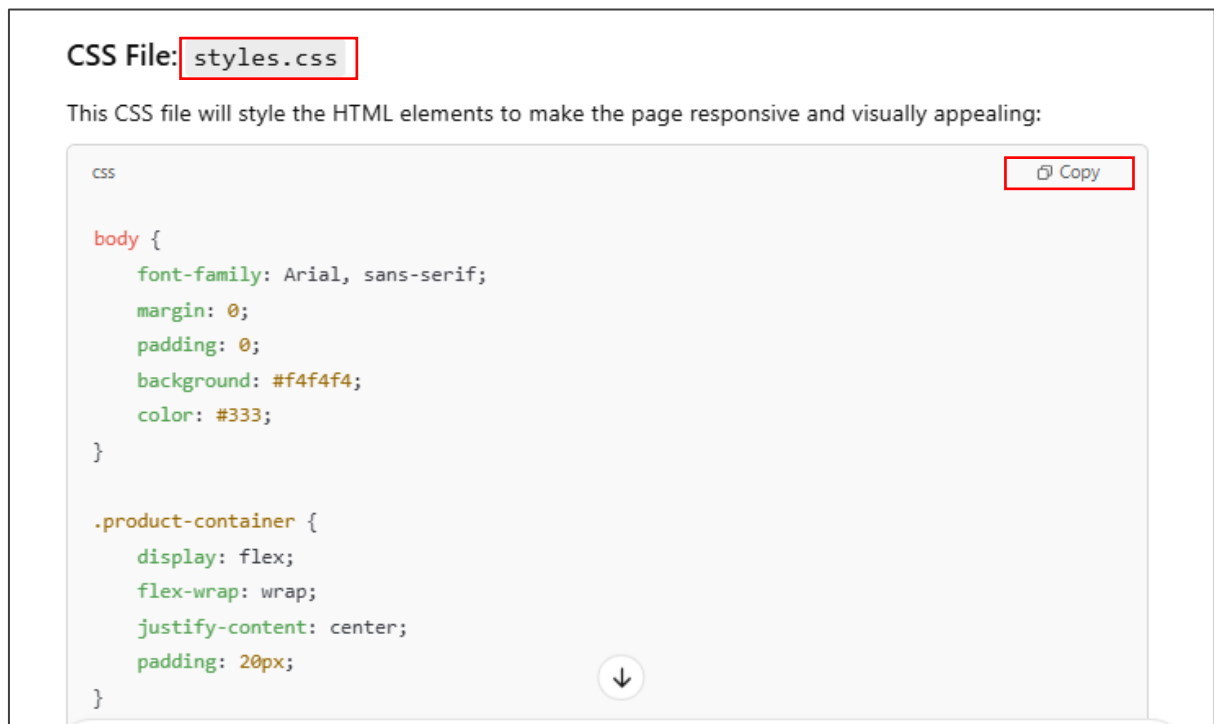 CSS File: styles.css
This CSS file will style the HTML elements to make the page responsive and visually appealing:
css
Copy
body {
    font-family: Arial, sans-serif;
    margin: 0;
    padding: 0;
    background: #f4f4f4;
    color: #333;
}
.product-container {
    display: flex;
    flex-wrap: wrap;
    justify-content: center;
    padding: 20px;
}